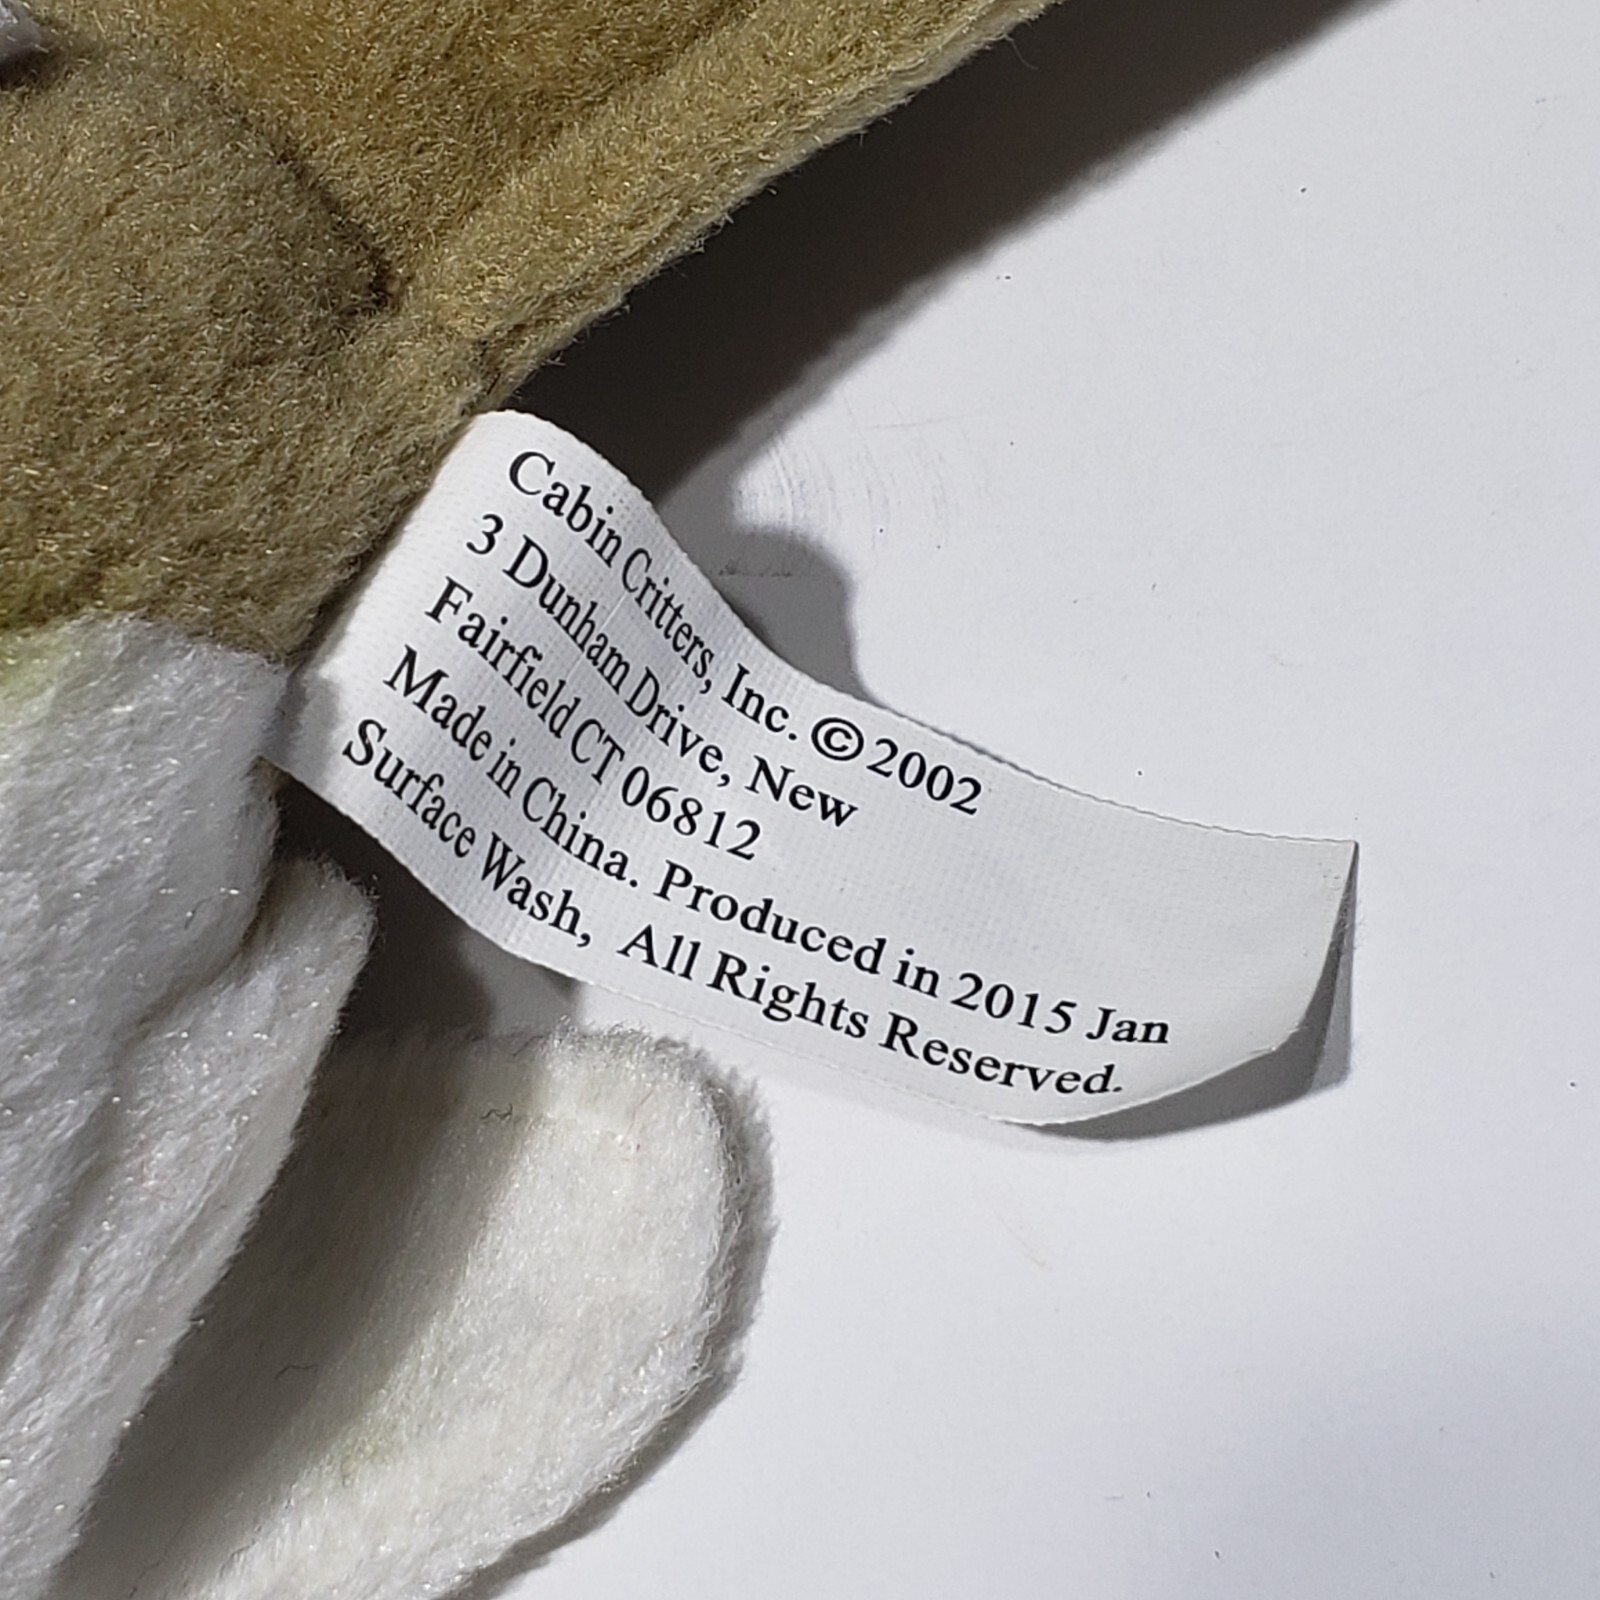 Cabin Critters, Inc. ©2002
3 Dunham Drive, New
Fairfield CT 06812
Made in China. Produced in 2015 Jan
Surface Wash, All Rights Reserved.